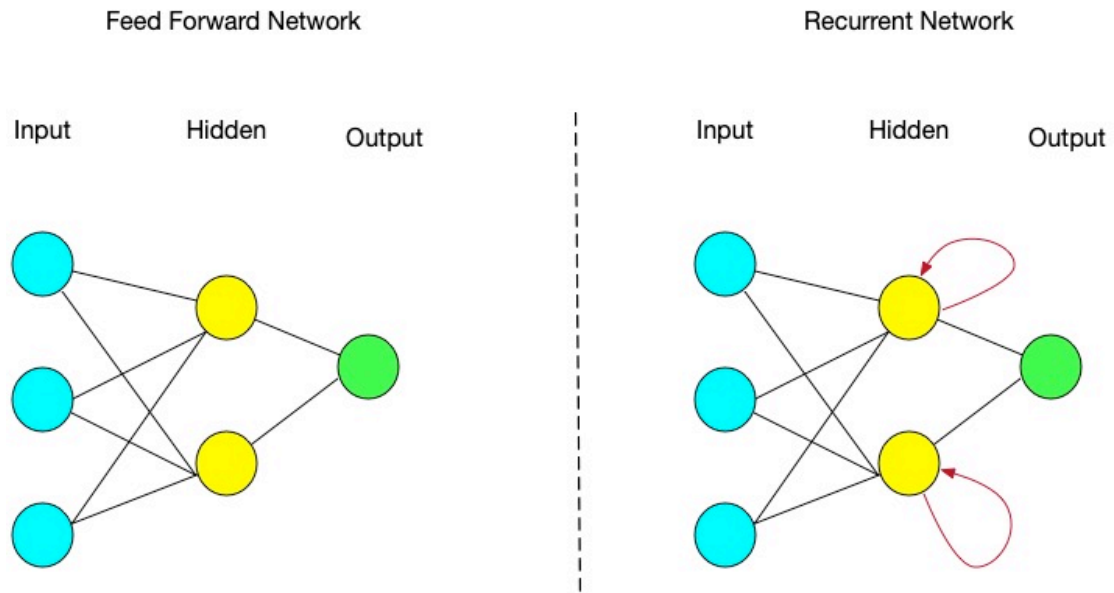 Feed Forward Network
Recurrent Network
Input
Hidden
Output
Input
Hidden
Output